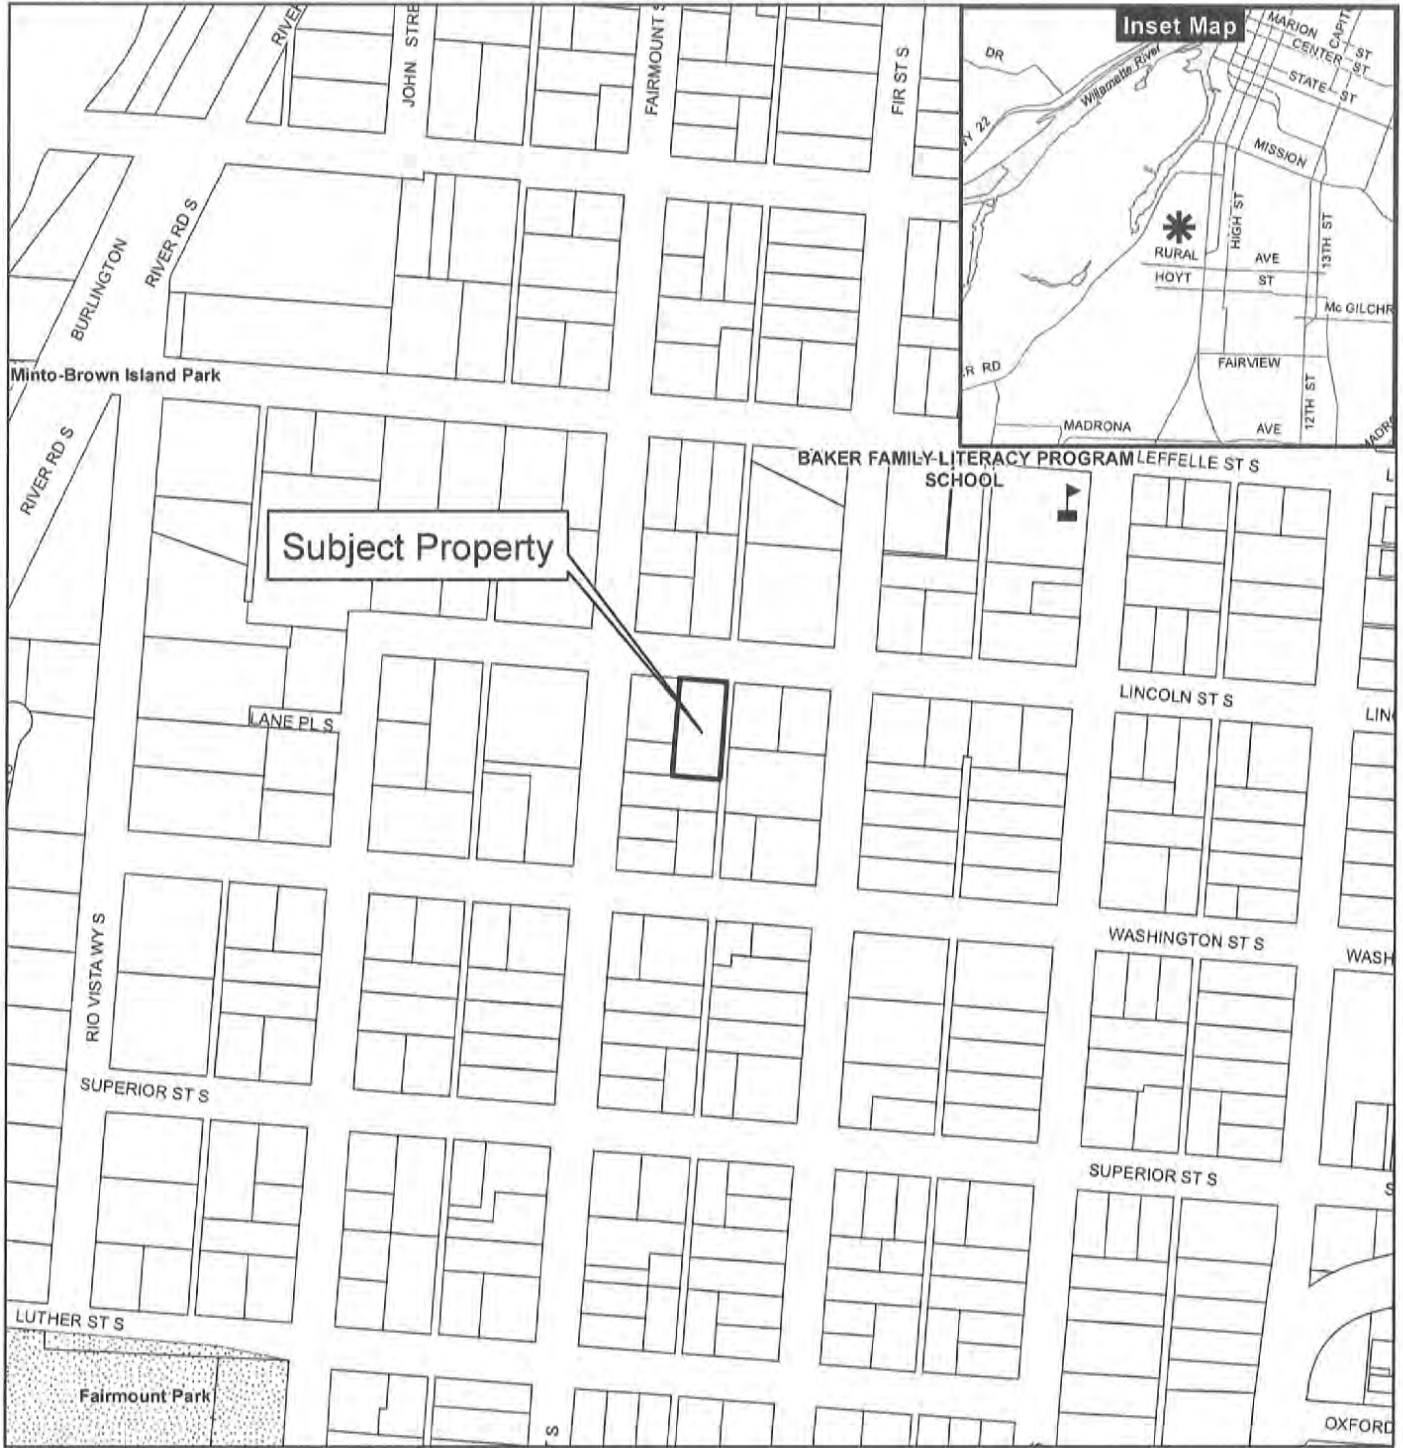 RIVER
JOHN STRE
FAIRMOUNT S
FIR ST S
Inset Map
MARION ST
CENTER ST
CAPIT
STATE ST
DR
Willamette River
MISSION
HIGH ST
13TH ST
RURAL AVE
HOYT ST
Mc GILCHR
FAIRVIEW
R RD
12TH ST
MADRONA AVE
RIVER RD S
BURLINGTON
Minto-Brown Island Park
RIVER RD S
BAKER FAMILY LITERACY PROGRAM
SCHOOL
LEFFELLE ST S
L
Subject Property
LINCOLN ST S
LIN
LANE PL S
WASHINGTON ST S
WASH
RIO VISTA WY S
SUPERIOR ST S
SUPERIOR ST S
S
LUTHER ST S
Fairmount Park
OXFORD
S